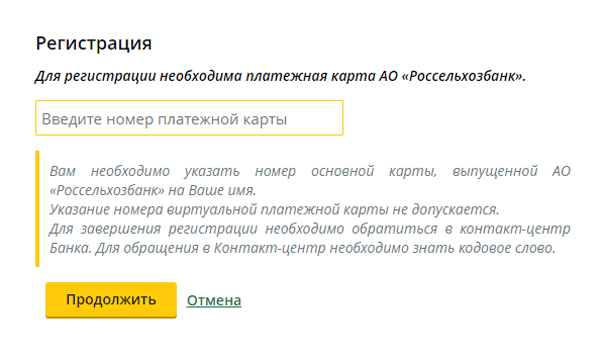 Регистрация
Для регистрации необходима платежная карта АО «Россельхозбанк».
Введите номер платежной карты
Вам необходимо указать номер основной карты, выпущенной АО
«Россельхозбанк» на Ваше имя.
Указание номера виртуальной платежной карты не допускается.
Для завершения регистрации необходимо обратиться в контакт-центр
Банка. Для обращения в Контакт-центр необходимо знать кодовое слово.
Продолжить Отмена